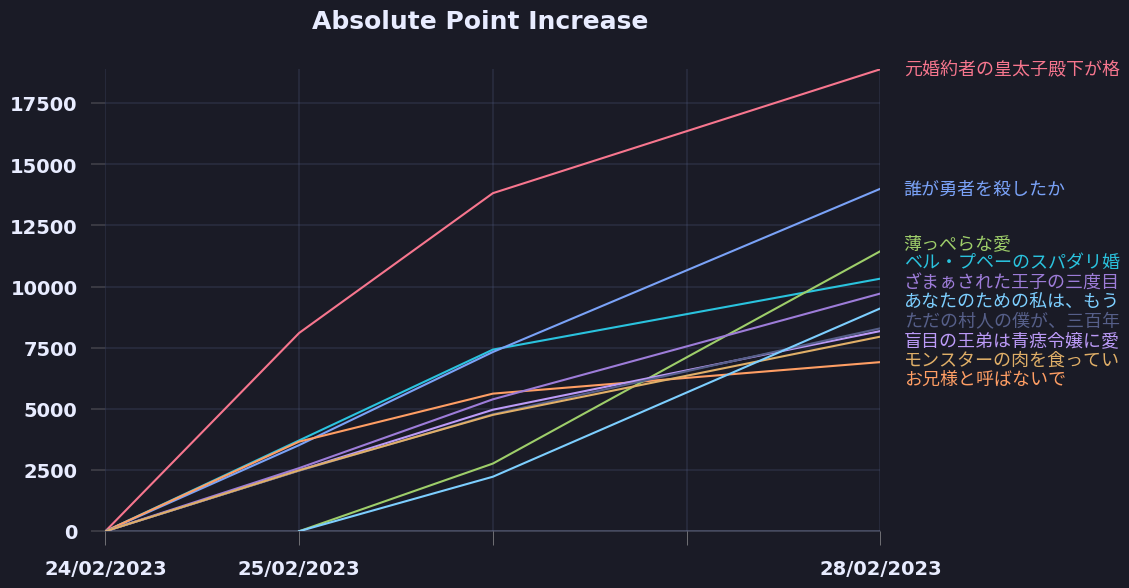 Absolute Point Increase
17500
15000
12500
10000
7500
5000
2500
0
24/02/2023
25/02/2023
28/02/2023
元婚約者の皇太子殿下が格
誰が勇者を殺したか
薄っぺらな愛
ベル・プペーのスパダリ婚
ざまぁされた王子の三度目
あなたのための私は、もう
ただの村人の僕が、三百年
盲目の王弟は青痣令嬢に愛
モンスターの肉を食ってい
お兄様と呼ばないで